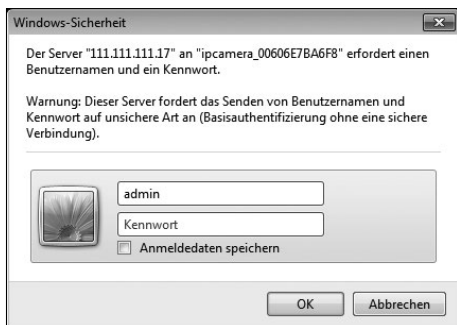 Windows-Sicherheit
Der Server "111.111.111.17" an "ipcamera_00606E7BA6F8" erfordert einen
Benutzernamen und ein Kennwort.
Warnung: Dieser Server fordert das Senden von Benutzernamen und
Kennwort auf unsichere Art an (Basisauthentifizierung ohne eine sichere
Verbindung).
admin
Kennwort
Anmeldedaten speichern
OK Abbrechen